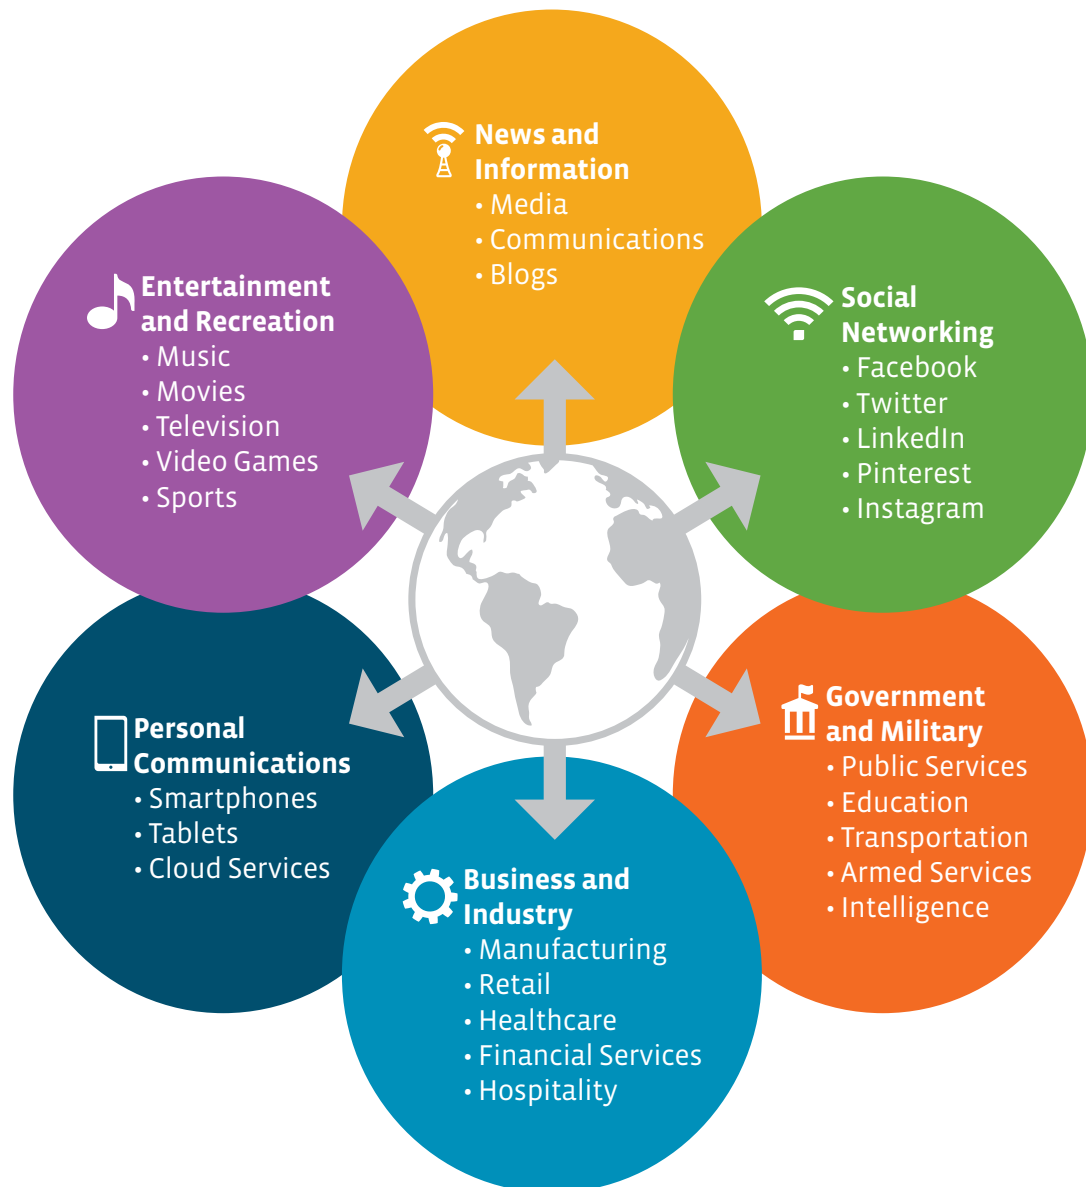 News and
Information
• Media
• Communications
• Blogs
Entertainment
and Recreation
• Music
• Movies
• Television
• Video Games
• Sports
Social
Networking
• Facebook
• Twitter
• LinkedIn
• Pinterest
• Instagram
Personal
Communications
• Smartphones
• Tablets
• Cloud Services
Government
and Military
• Public Services
• Education
• Transportation
• Armed Services
• Intelligence
Business and
Industry
• Manufacturing
• Retail
• Healthcare
• Financial Services
• Hospitality